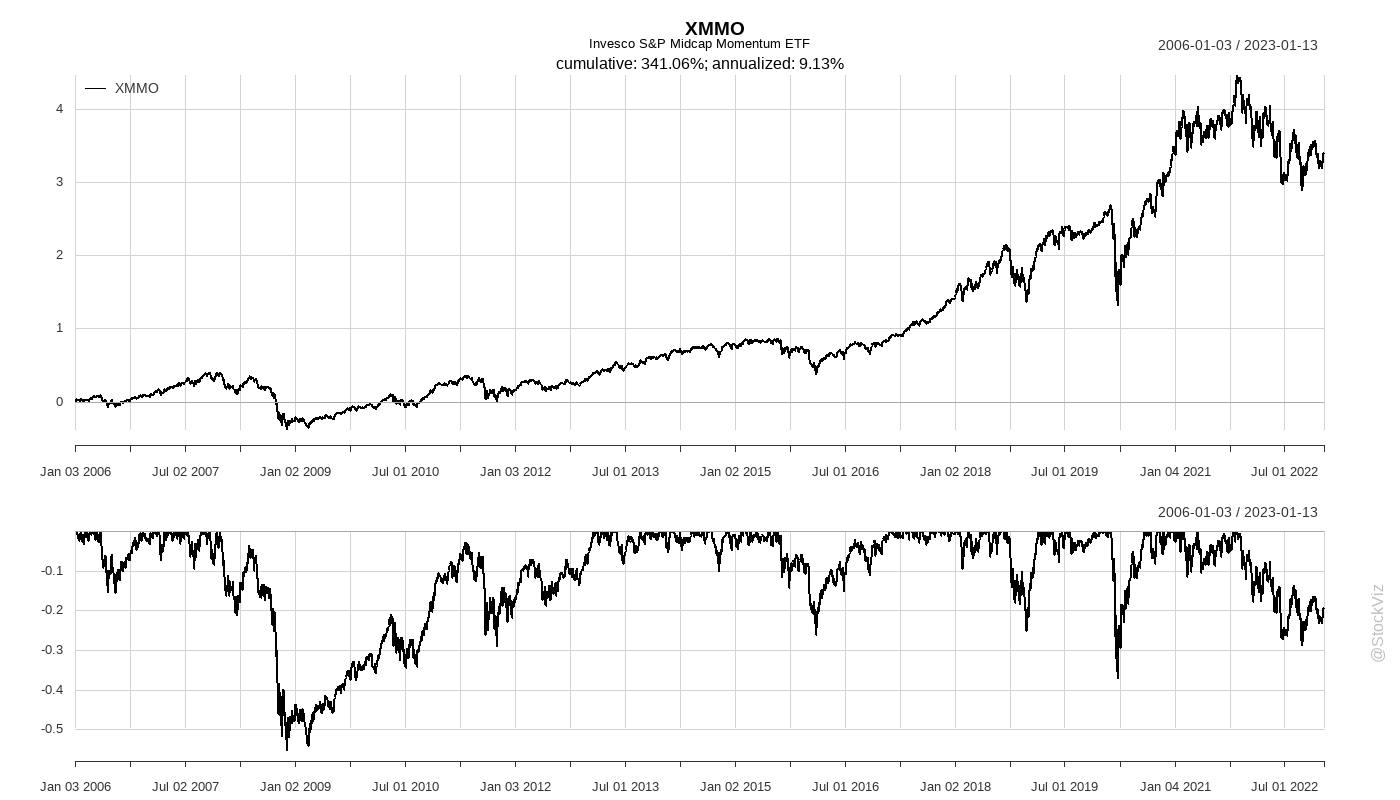 XMMO
Invesco S&P Midcap Momentum ETF
2006-01-03 / 2023-01-13
cumulative: 341.06%; annualized: 9.13%
XMMO
4
3
2
1
0
Jan 03 2006 Jul 02 2007 Jan 02 2009 Jul 01 2010 Jan 03 2012 Jul 01 2013 Jan 02 2015 Jul 01 2016 Jan 02 2018 Jul 01 2019 Jan 04 2021 Jul 01 2022
2006-01-03 / 2023-01-13
-0.1
-0.2
-0.3
-0.4
-0.5
Jan 03 2006 Jul 02 2007 Jan 02 2009 Jul 01 2010 Jan 03 2012 Jul 01 2013 Jan 02 2015 Jul 01 2016 Jan 02 2018 Jul 01 2019 Jan 04 2021 Jul 01 2022
@StockViz